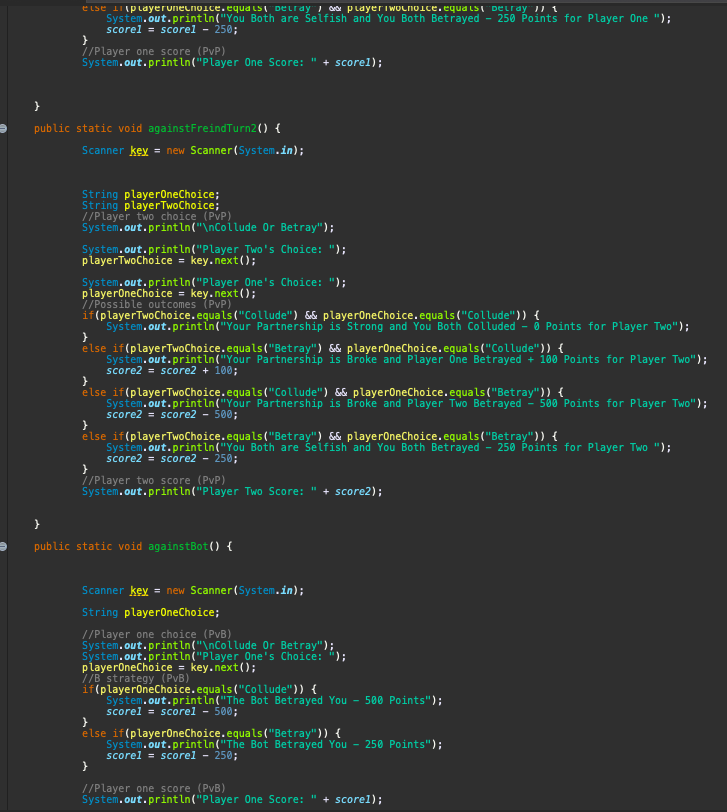 else if(playerOneChoice.equals("Betray") && playerTwoChoice.equals("Betray")) {
System.out.println("You Both are Selfish and You Both Betrayed - 250 Points for Player One ");
score1 = score1 - 250;
}
//Player one score (PvP)
System.out.println("Player One Score: " + score1);
}
public static void againstFreindTurn2() {
Scanner key = new Scanner(System.in);
String playerOneChoice;
String playerTwoChoice;
//Player two choice (PvP)
System.out.println("\nCollude Or Betray");
System.out.println("Player Two's Choice: ");
playerTwoChoice = key.next();
System.out.println("Player One's Choice: ");
playerOneChoice = key.next();
//Possible outcomes (PvP)
if(playerTwoChoice.equals("Collude") && playerOneChoice.equals("Collude")) {
System.out.println("Your Partnership is Strong and You Both Colluded - 0 Points for Player Two");
}
else if(playerTwoChoice.equals("Betray") && playerOneChoice.equals("Collude")) {
System.out.println("Your Partnership is Broke and Player One Betrayed + 100 Points for Player Two");
score2 = score2 + 100;
}
else if(playerTwoChoice.equals("Collude") && playerOneChoice.equals("Betray")) {
System.out.println("Your Partnership is Broke and Player Two Betrayed - 500 Points for Player Two");
score2 = score2 - 500;
}
else if(playerTwoChoice.equals("Betray") && playerOneChoice.equals("Betray")) {
System.out.println("You Both are Selfish and You Both Betrayed - 250 Points for Player Two ");
score2 = score2 - 250;
}
//Player two score (PvP)
System.out.println("Player Two Score: " + score2);
}
public static void againstBot() {
Scanner key = new Scanner(System.in);
String playerOneChoice;
//Player one choice (PvB)
System.out.println("\nCollude Or Betray");
System.out.println("Player One's Choice: ");
playerOneChoice = key.next();
//B strategy (PvB)
if(playerOneChoice.equals("Collude")) {
System.out.println("The Bot Betrayed You - 500 Points");
score1 = score1 - 500;
}
else if(playerOneChoice.equals("Betray")) {
System.out.println("The Bot Betrayed You - 250 Points");
score1 = score1 - 250;
}
//Player one score (PvB)
System.out.println("Player One Score: " + score1);